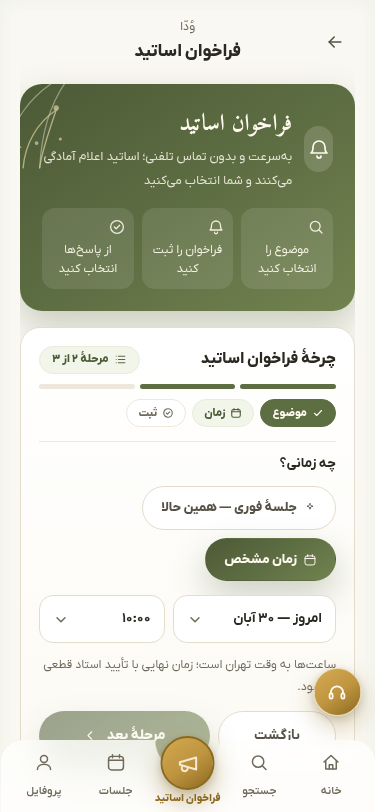 وُدّا
فراخوان اساتید
فراخوان اساتید
به‌سرعت و بدون تماس تلفنی؛ اساتید اعلام آمادگی
می‌کنند و شما انتخاب می‌کنید
موضوع را
انتخاب کنید
فراخوان را ثبت
کنید
از پاسخ‌ها
انتخاب کنید
چرخهٔ فراخوان اساتید
مرحلهٔ ۲ از ۳
موضوع
زمان
ثبت
چه زمانی؟
جلسهٔ فوری — همین حالا
زمان مشخص
امروز — ۳۰ آبان
۱۰:۰۰
ساعت‌ها به وقت تهران است؛ زمان نهایی با تأیید استاد قطعی
بازگشت
مرحلهٔ بعد
خانه
جستجو
فراخوان اساتید
جلسات
پروفایل